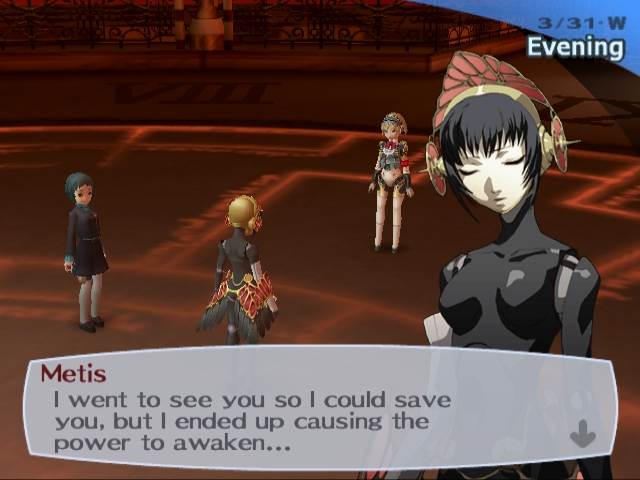 3/31·W
Evening
VIII
Metis
I went to see you so I could save
you, but I ended up causing the
power to awaken...